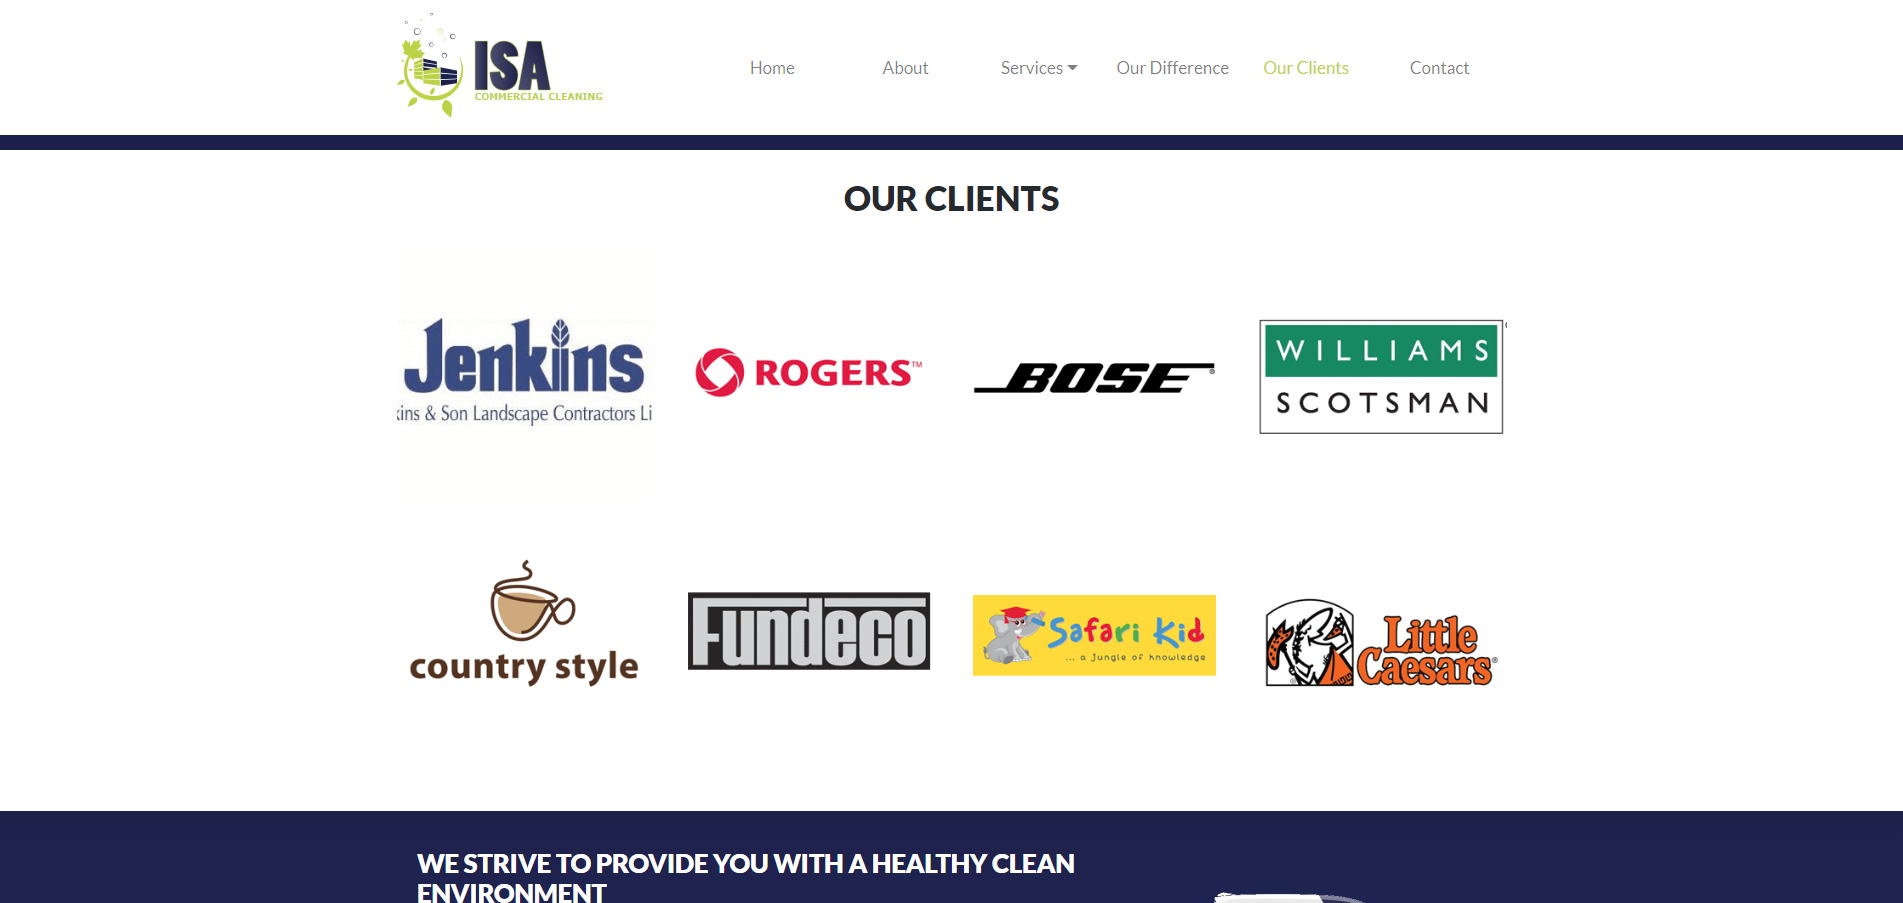 ISA
COMMERCIAL CLEANING
Home About Services Our Difference Our Clients Contact
OUR CLIENTS
Jenkins
kins & Son Landscape Contractors Li
ROGERS™
BOSE®
WILLIAMS
SCOTSMAN
country style
Fundeco
Safari Kid
... a jungle of knowledge
Little
Caesars®
WE STRIVE TO PROVIDE YOU WITH A HEALTHY CLEAN
ENVIRONMENT